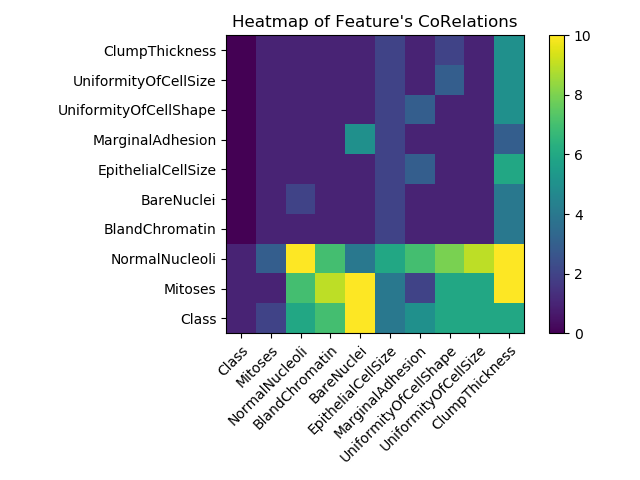 Heatmap of Feature's CoRelations
ClumpThickness
UniformityOfCellSize
UniformityOfCellShape
MarginalAdhesion
EpithelialCellSize
BareNuclei
BlandChromatin
NormalNucleoli
Mitoses
Class
10
8
6
4
2
0
Class
Mitoses
NormalNucleoli
BlandChromatin
BareNuclei
EpithelialCellSize
MarginalAdhesion
UniformityOfCellShape
UniformityOfCellSize
ClumpThickness